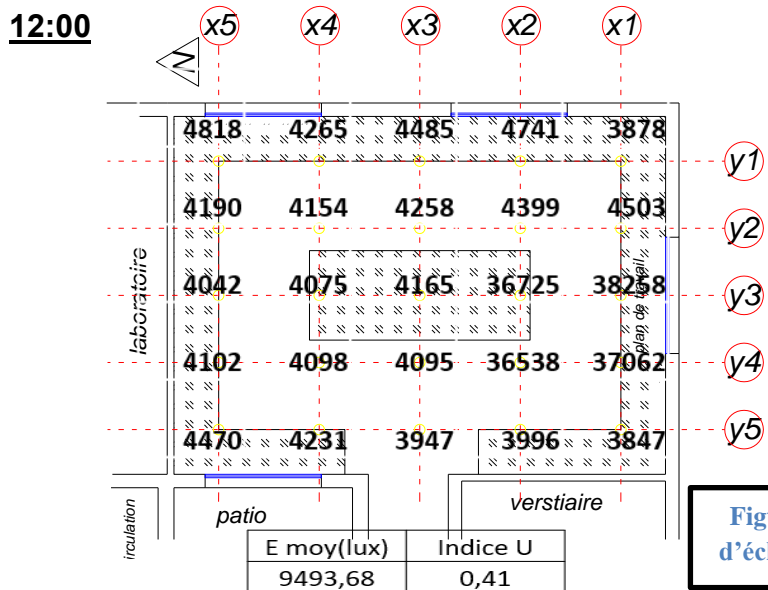 12:00
x5 x4 x3 x2 x1
N
4818 4265 4485 4741 3878
y1
4190 4154 4258 4399 4503
y2
laboratoire
4042 4075 4165 36725 38258
plan de travail
y3
4102 4098 4095 36538 37062
y4
4470 4231 3947 3996 3847
y5
irculation
patio
verstiaire
E moy(lux) Indice U
9493,68 0,41
Figu
d'écl